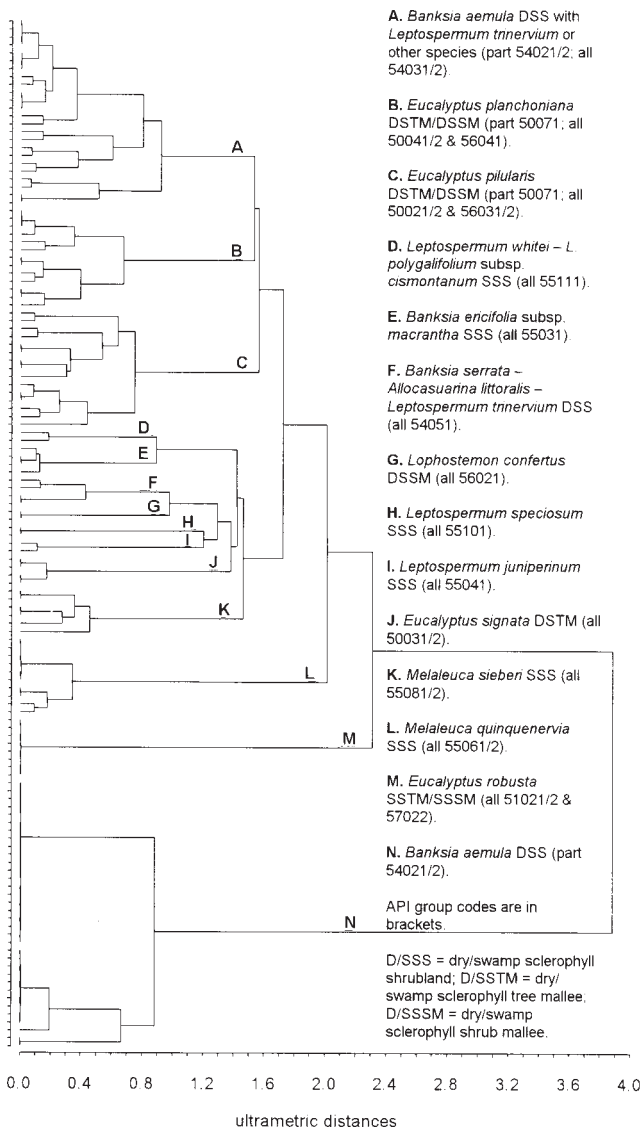 A. Banksia aemula DSS with
Leptospermum trinervium or
other species (part 54021/2; all
54031/2).
B. Eucalyptus planchoniana
DSTM/DSSM (part 50071; all
50041/2 & 56041).
C. Eucalyptus pilularis
DSTM/DSSM (part 50071; all
50021/2 & 56031/2).
D. Leptospermum whitei – L.
polygalifolium subsp.
cismontanum SSS (all 55111).
E. Banksia ericifolia subsp.
macrantha SSS (all 55031).
F. Banksia serrata –
Allocasuarina littoralis –
Leptospermum trinervium DSS
(all 54051).
G. Lophostemon confertus
DSSM (all 56021).
H. Leptospermum speciosum
SSS (all 55101).
I. Leptospermum juniperinum
SSS (all 55041).
J. Eucalyptus signata DSTM (all
50031/2).
K. Melaleuca sieberi SSS (all
55081/2).
L. Melaleuca quinquenervia
SSS (all 55061/2).
M. Eucalyptus robusta
SSTM/SSSM (all 51021/2 &
57022).
N. Banksia aemula DSS (part
54021/2).
API group codes are in
brackets.
D/SSS = dry/swamp sclerophyll
shrubland; D/SSTM = dry/
swamp sclerophyll tree mallee;
D/SSSM = dry/swamp
sclerophyll shrub mallee.
A
B
C
D
E
F
G
H
I
J
K
L
M
N
0.0 0.4 0.8 1.2 1.6 2.0 2.4 2.8 3.2 3.6 4.0
ultrametric distances